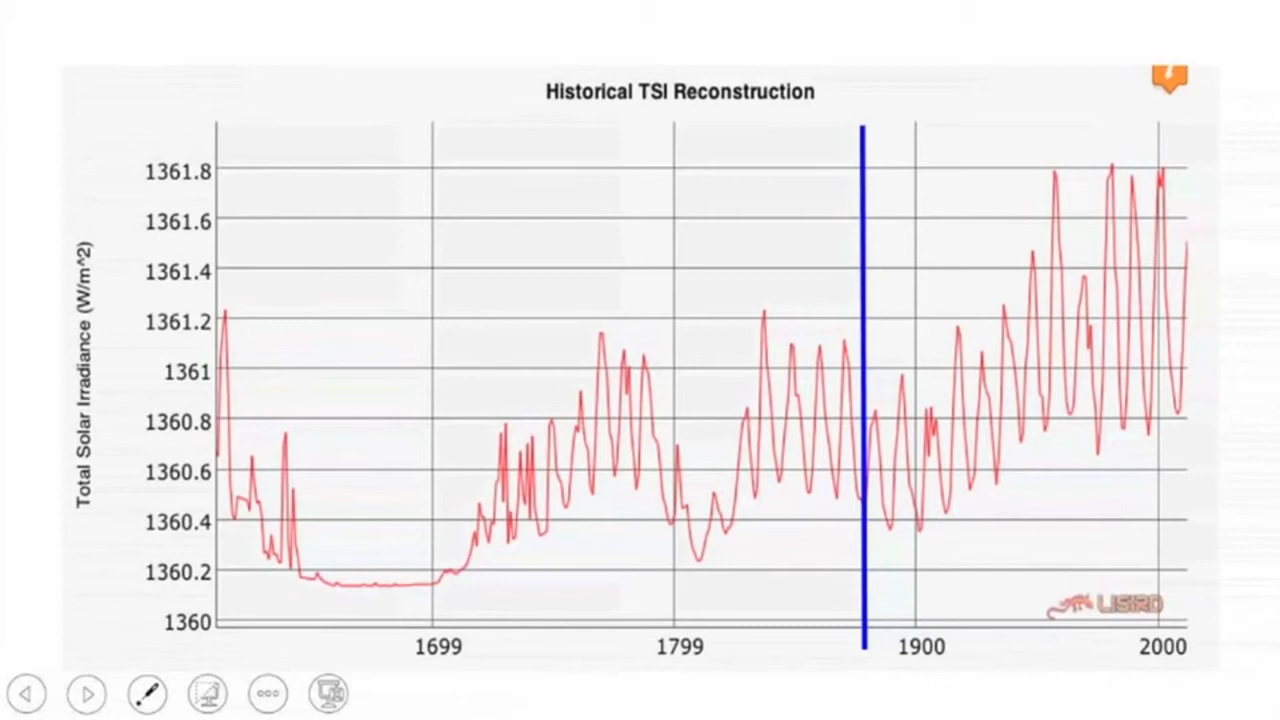 Historical TSI Reconstruction
Total Solar Irradiance (W/m^2)
1361.8
1361.6
1361.4
1361.2
1361
1360.8
1360.6
1360.4
1360.2
1360
LISIRD
1699 1799 1900 2000